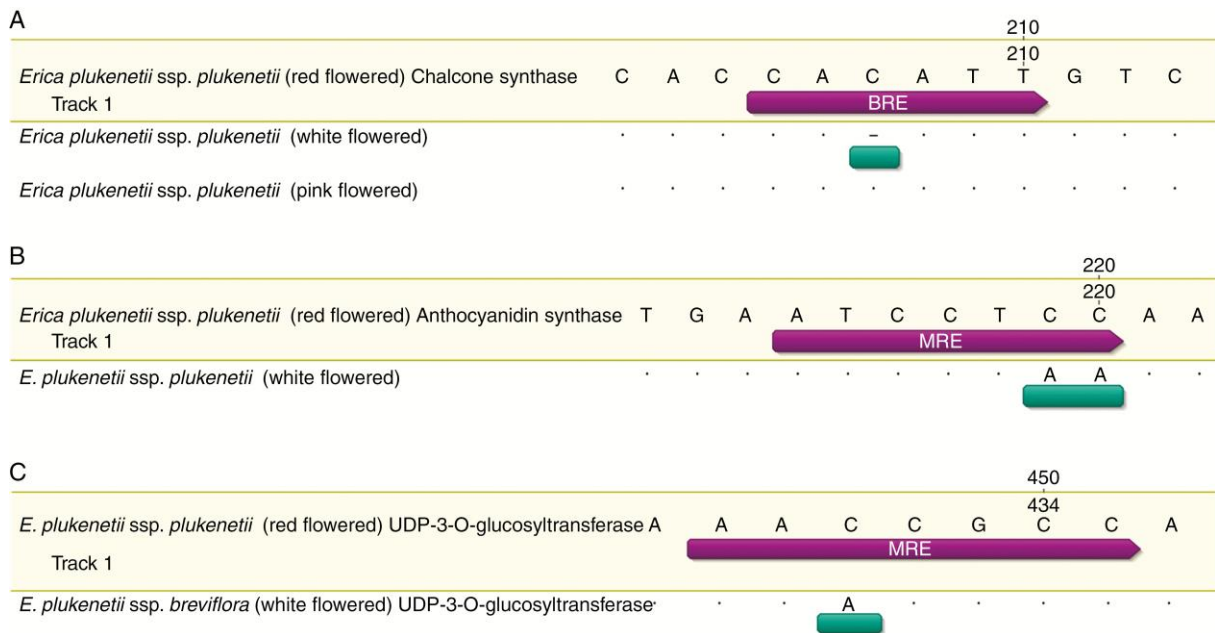 A
210
210
Erica plukenetii ssp. plukenetii (red flowered) Chalcone synthase C A C C A C A T T G T C
Track 1
BRE
Erica plukenetii ssp. plukenetii (white flowered) . . . . . – . . . . . .
Erica plukenetii ssp. plukenetii (pink flowered) . . . . . . . . . . . .
B
220
220
Erica plukenetii ssp. plukenetii (red flowered) Anthocyanidin synthase T G A A T C C T C C A A
Track 1
MRE
E. plukenetii ssp. plukenetii (white flowered) . . . . . . . . A A . .
C
450
434
E. plukenetii ssp. plukenetii (red flowered) UDP-3-O-glucosyltransferase A A A C C G C C A
MRE
Track 1
E. plukenetii ssp. breviflora (white flowered) UDP-3-O-glucosyltransferase . . . A . . . . .